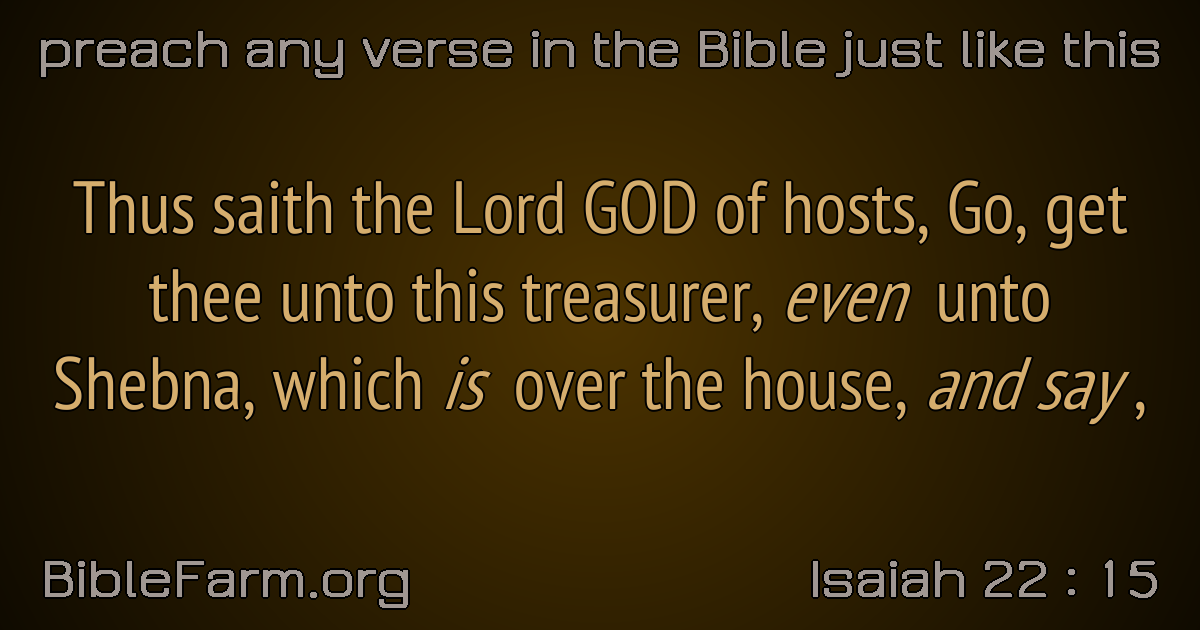 preach any verse in the Bible just like this
Thus saith the Lord GOD of hosts, Go, get
thee unto this treasurer, even unto
Shebna, which is over the house, and say ,
BibleFarm.org
Isaiah 22 : 15